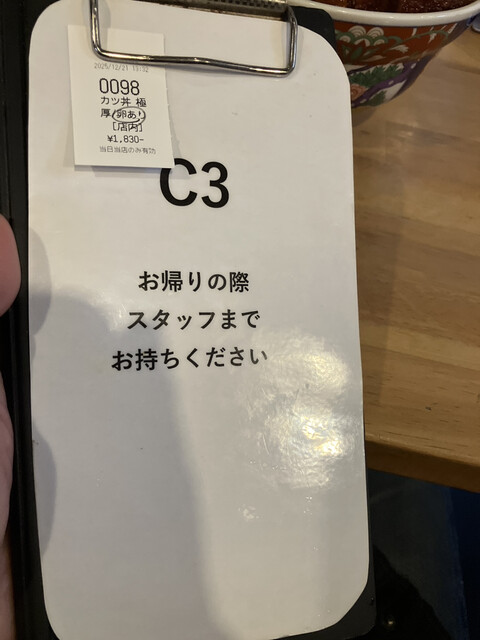 2025/12/21 13:32
0098
カツ丼 極
厚(卵あり)
[店内]
¥1,830-
当日当店のみ有効
C3
お帰りの際
スタッフまで
お持ちください